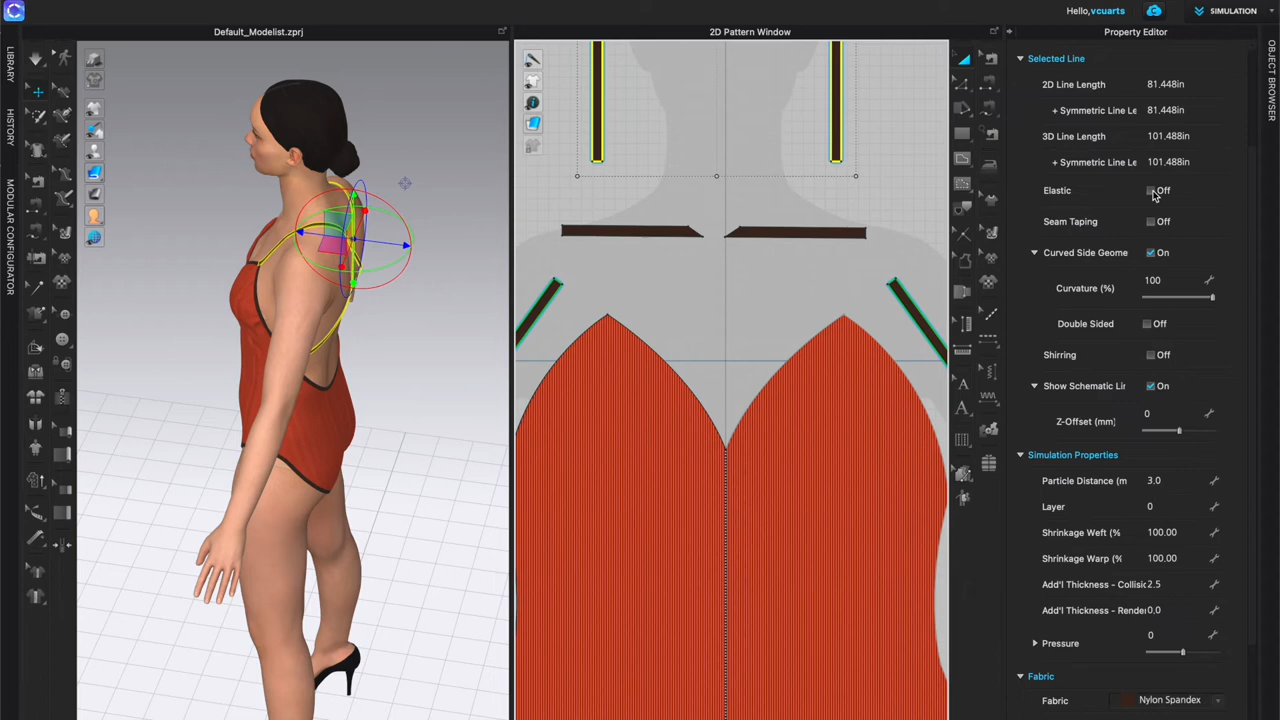 Hello,vcuarts
SIMULATION
Default_Modelist.zprj
2D Pattern Window
Property Editor
LIBRARY
HISTORY
MODULAR CONFIGURATOR
OBJECT BROWSER
Selected Line
2D Line Length 81.448in
+ Symmetric Line Le 81.448in
3D Line Length 101.488in
+ Symmetric Line Le 101.488in
Elastic Off
Seam Taping Off
Curved Side Geome On
Curvature (%) 100
Double Sided Off
Shirring Off
Show Schematic Lir On
Z-Offset (mm) 0
Simulation Properties
Particle Distance (m 3.0
Layer 0
Shrinkage Weft (% 100.00
Shrinkage Warp (% 100.00
Add'l Thickness - Collisic 2.5
Add'l Thickness - Render 0.0
Pressure 0
Fabric
Fabric Nylon Spandex